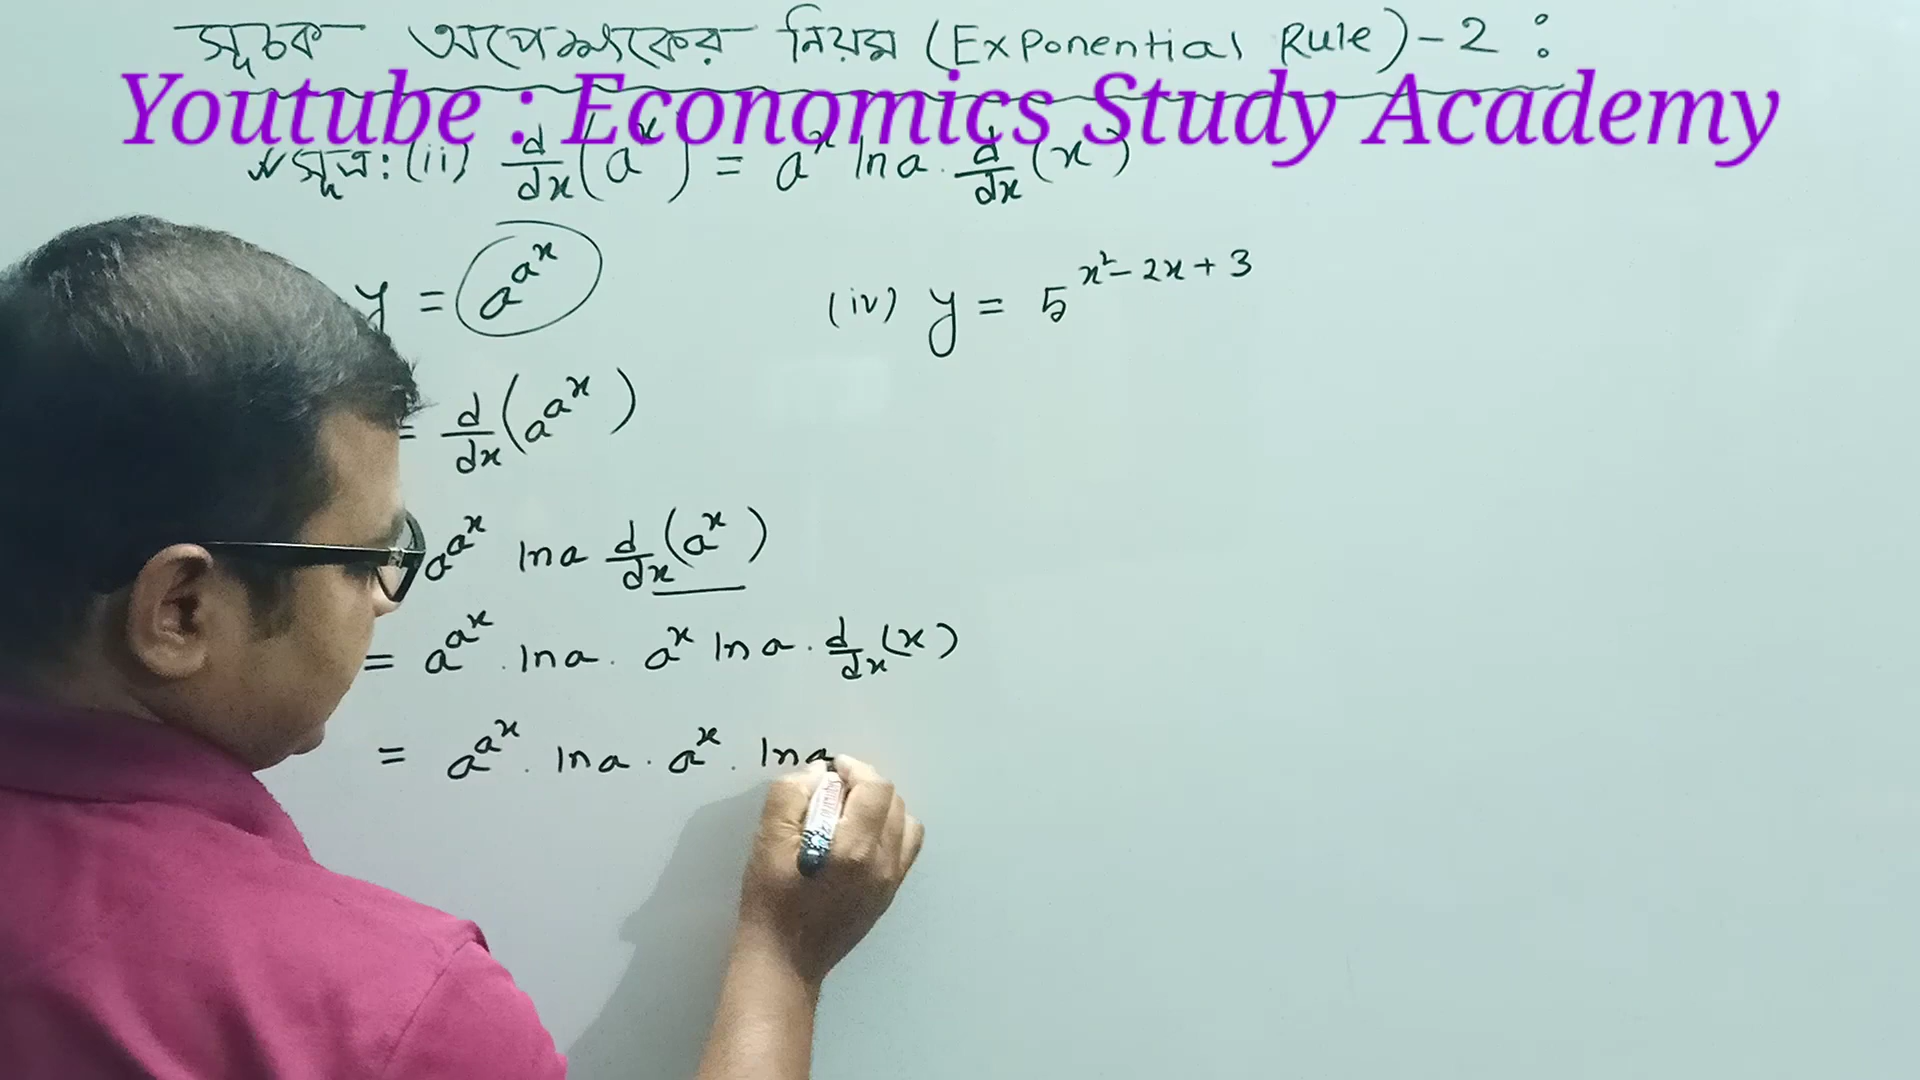 সূচক অপেক্ষকের নিয়ম (Exponential Rule)-2 :
Youtube : Economics Study Academy
সূত্র: (ii) d/dx(a^x) = a^x ln a . d/dx(x)
y = a^a^x
(iv) y = 5^x²-2x+3
= d/dx(a^a^x)
a^a^x ln a d/dx(a^x)
= a^a^x . ln a . a^x ln a . d/dx(x)
= a^a^x . ln a . a^x . ln a